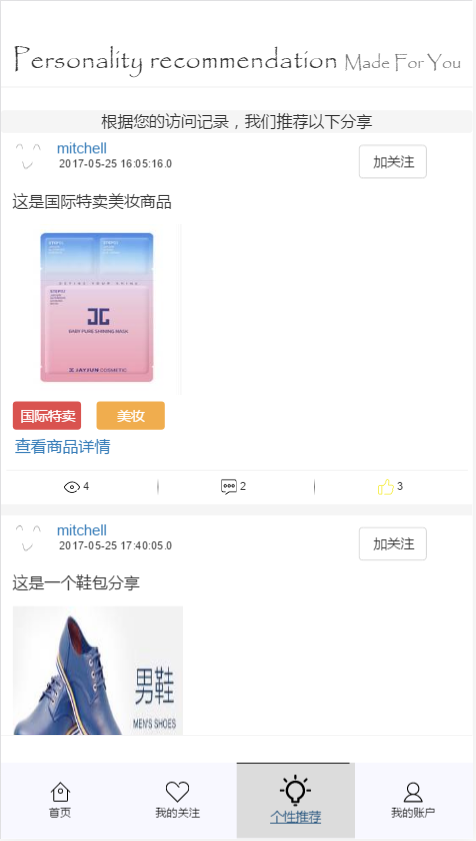 Personality recommendation Made For You
根据您的访问记录，我们推荐以下分享
mitchell
2017-05-25 16:05:16.0
加关注
这是国际特卖美妆商品
BABY PURE SHINING MASK
JAYJUN COSMETIC
国际特卖 美妆
查看商品详情
4
2
3
mitchell
2017-05-25 17:40:05.0
加关注
这是一个鞋包分享
男鞋
MEN'S SHOES
首页 我的关注 个性推荐 我的账户